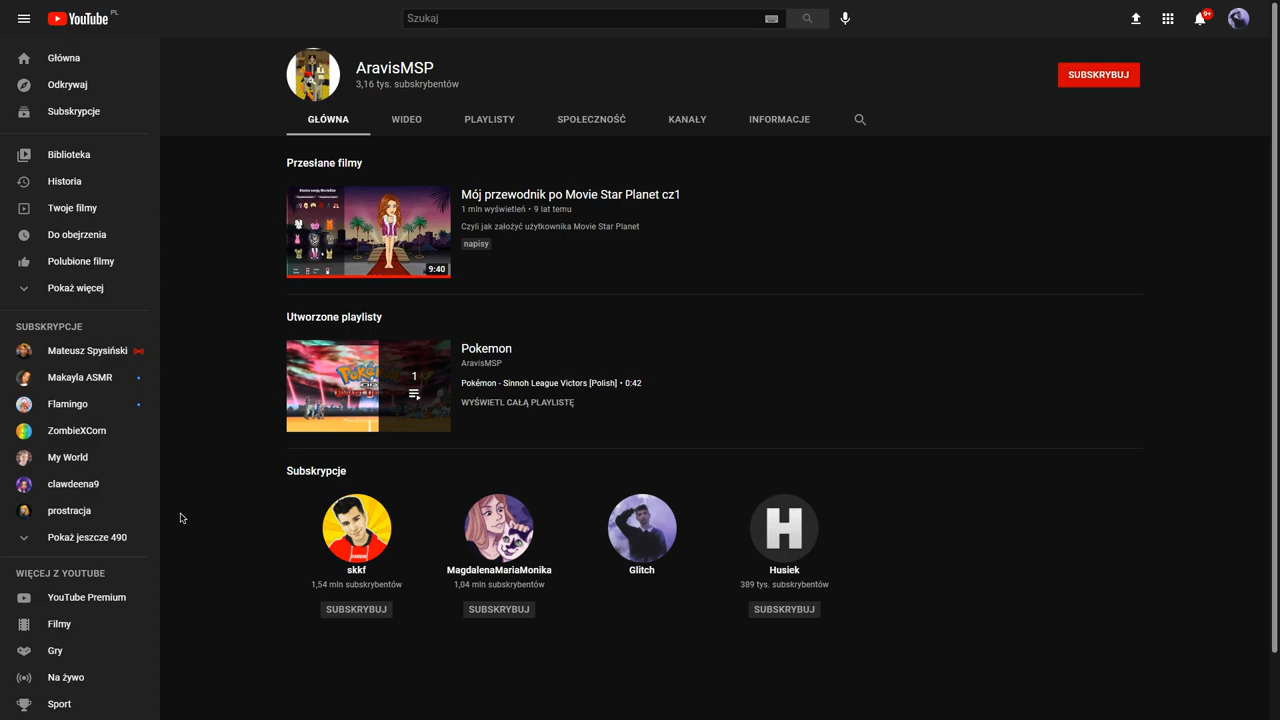 YouTube PL
Szukaj
9+
Główna
Odkrywaj
Subskrypcje
Biblioteka
Historia
Twoje filmy
Do obejrzenia
Polubione filmy
Pokaż więcej
SUBSKRYPCJE
Mateusz Spysiński
Makayla ASMR
Flamingo
ZombieXCorn
My World
clawdeena9
prostracja
Pokaż jeszcze 490
WIĘCEJ Z YOUTUBE
YouTube Premium
Filmy
Gry
Na żywo
Sport
AravisMSP
3,16 tys. subskrybentów
SUBSKRYBUJ
GŁÓWNA WIDEO PLAYLISTY SPOŁECZNOŚĆ KANAŁY INFORMACJE
Przesłane filmy
9:40
Mój przewodnik po Movie Star Planet cz1
1 mln wyświetleń • 9 lat temu
Czyli jak założyć użytkownika Movie Star Planet
napisy
Utworzone playlisty
1
Pokemon
AravisMSP
Pokémon - Sinnoh League Victors [Polish] • 0:42
WYŚWIETL CAŁĄ PLAYLISTĘ
Subskrypcje
skkf
1,54 mln subskrybentów
SUBSKRYBUJ
MagdalenaMariaMonika
1,04 mln subskrybentów
SUBSKRYBUJ
Glitch
H
Husiek
389 tys. subskrybentów
SUBSKRYBUJ